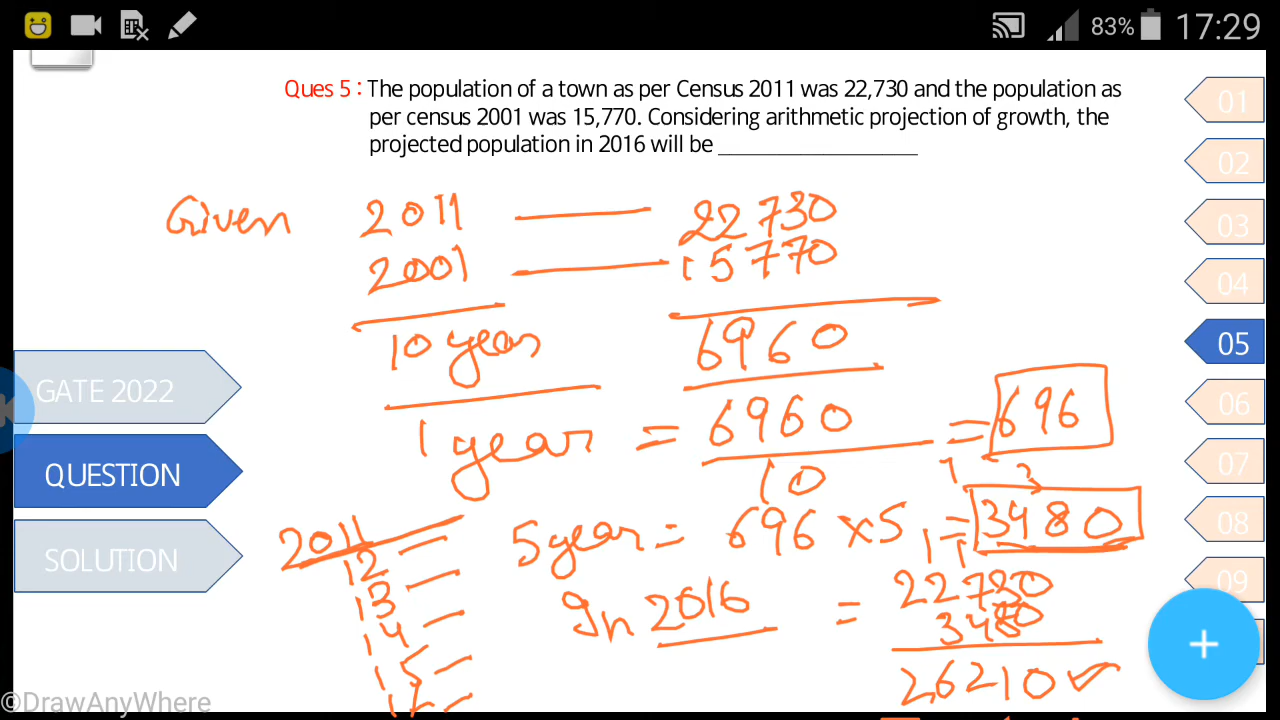 83% 17:29
Ques 5 : The population of a town as per Census 2011 was 22,730 and the population as
per census 2001 was 15,770. Considering arithmetic projection of growth, the
projected population in 2016 will be ____________________
Given 2011 — 22730
2001 — 15770
10 year 6960
1 year = 6960
10
= 696
5 year = 696 × 5 = 3480
2011
12
13
14
15
In 2016 = 22730
3480
26210 ✓
GATE 2022
QUESTION
SOLUTION
01
02
03
04
05
06
07
08
09
+
©DrawAnyWhere